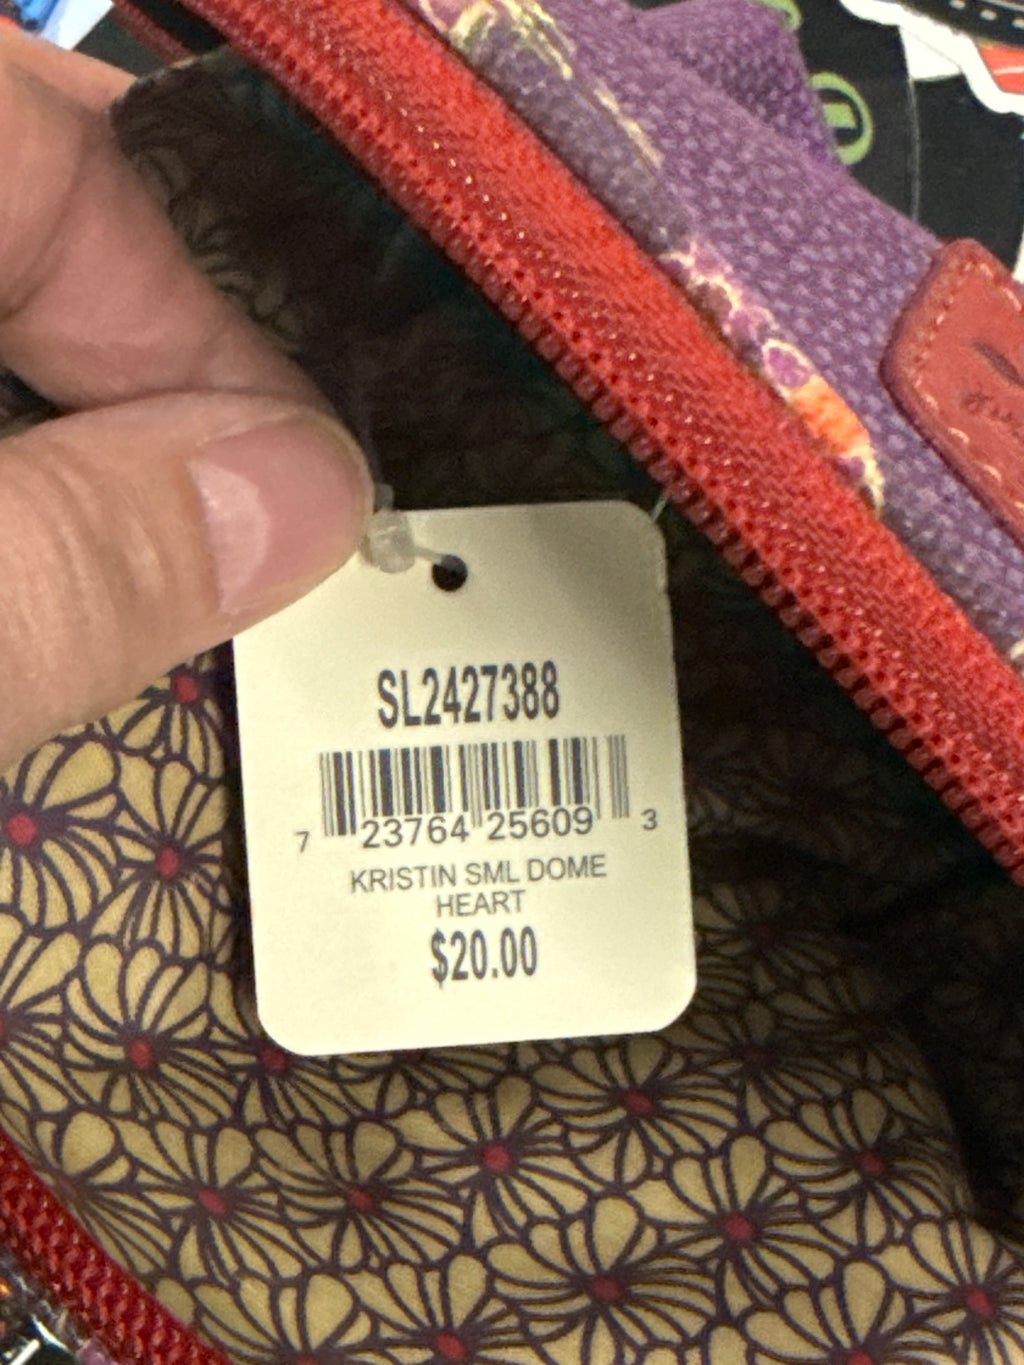 SL2427388
7 23764 25609 3
KRISTIN SML DOME
HEART
$20.00